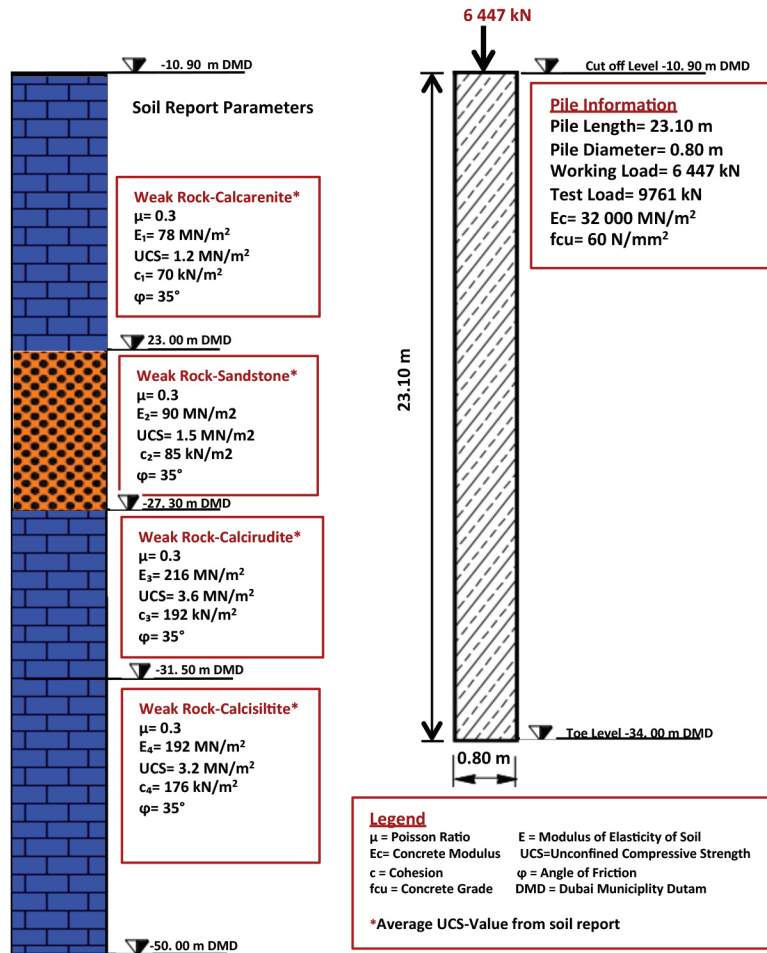 -10. 90 m DMD
Soil Report Parameters
Weak Rock-Calcarenite*
μ= 0.3
E₁= 78 MN/m²
UCS= 1.2 MN/m²
c₁= 70 kN/m²
φ= 35°
23. 00 m DMD
Weak Rock-Sandstone*
μ= 0.3
E₂= 90 MN/m2
UCS= 1.5 MN/m2
c₂= 85 kN/m2
φ= 35°
-27. 30 m DMD
Weak Rock-Calcirudite*
μ= 0.3
E₃= 216 MN/m²
UCS= 3.6 MN/m²
c₃= 192 kN/m²
φ= 35°
-31. 50 m DMD
Weak Rock-Calcisiltite*
μ= 0.3
E₄= 192 MN/m²
UCS= 3.2 MN/m²
c₄= 176 kN/m²
φ= 35°
-50. 00 m DMD
6 447 kN
Cut off Level -10. 90 m DMD
Pile Information
Pile Length= 23.10 m
Pile Diameter= 0.80 m
Working Load= 6 447 kN
Test Load= 9761 kN
Ec= 32 000 MN/m²
fcu= 60 N/mm²
23.10 m
Toe Level -34. 00 m DMD
0.80 m
Legend
μ = Poisson Ratio E = Modulus of Elasticity of Soil
Ec= Concrete Modulus UCS=Unconfined Compressive Strength
c = Cohesion φ = Angle of Friction
fcu = Concrete Grade DMD = Dubai Municiplity Dutam
*Average UCS-Value from soil report